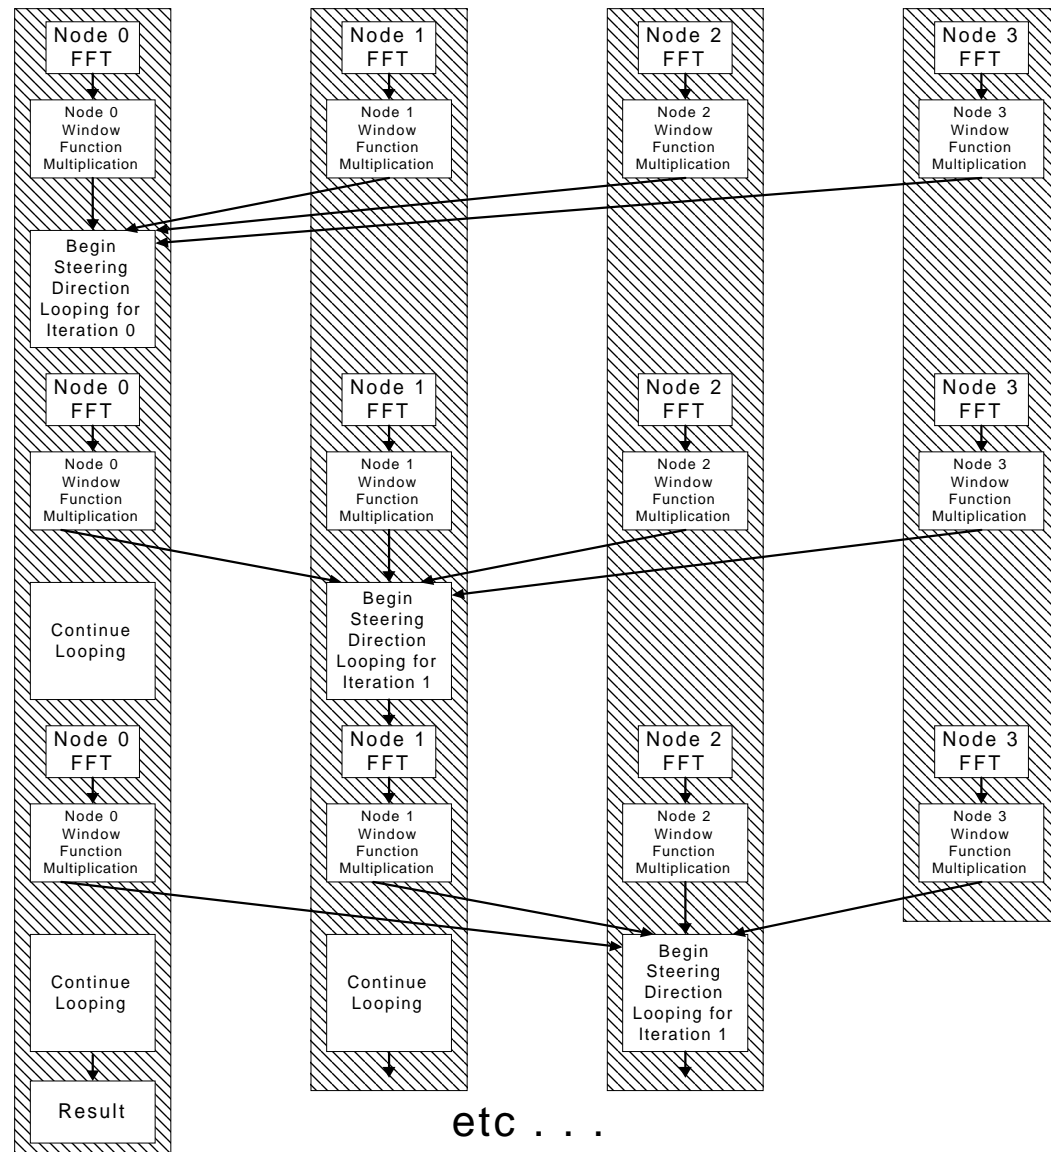 Node 0
FFT
Node 1
FFT
Node 2
FFT
Node 3
FFT
Node 0
Window
Function
Multiplication
Node 1
Window
Function
Multiplication
Node 2
Window
Function
Multiplication
Node 3
Window
Function
Multiplication
Begin
Steering
Direction
Looping for
Iteration 0
Node 0
FFT
Node 1
FFT
Node 2
FFT
Node 3
FFT
Node 0
Window
Function
Multiplication
Node 1
Window
Function
Multiplication
Node 2
Window
Function
Multiplication
Node 3
Window
Function
Multiplication
Continue
Looping
Begin
Steering
Direction
Looping for
Iteration 1
Node 0
FFT
Node 1
FFT
Node 2
FFT
Node 3
FFT
Node 0
Window
Function
Multiplication
Node 1
Window
Function
Multiplication
Node 2
Window
Function
Multiplication
Node 3
Window
Function
Multiplication
Continue
Looping
Continue
Looping
Begin
Steering
Direction
Looping for
Iteration 1
Result
etc . . .